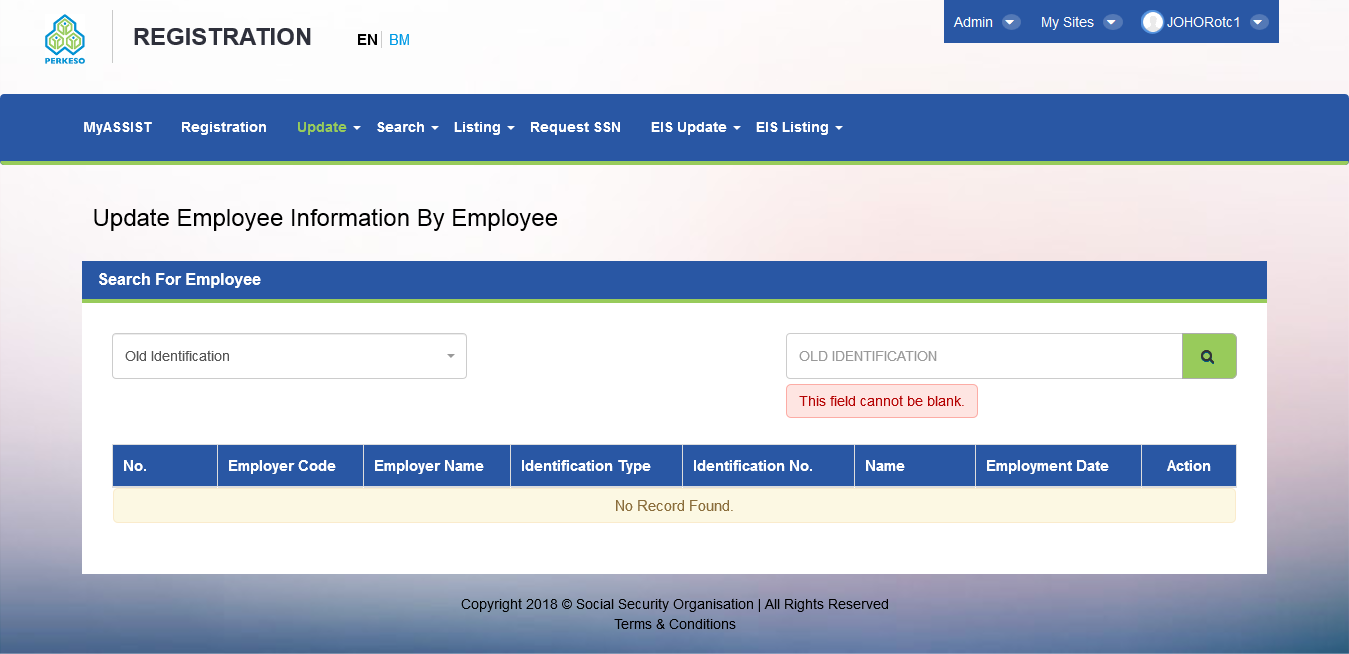 PERKESO
REGISTRATION
EN BM
Admin My Sites JOHORotc1
MyASSIST Registration Update Search Listing Request SSN EIS Update EIS Listing
Update Employee Information By Employee
Search For Employee
Old Identification OLD IDENTIFICATION
This field cannot be blank.
No. Employer Code Employer Name Identification Type Identification No. Name Employment Date Action
No Record Found.
Copyright 2018 © Social Security Organisation | All Rights Reserved
Terms & Conditions